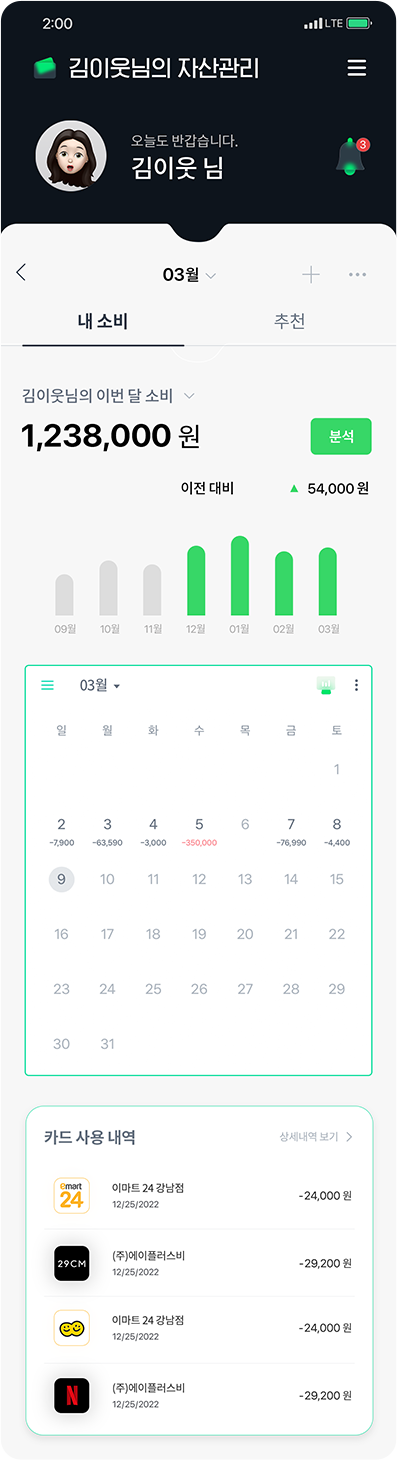 2:00 LTE
김이웃님의 자산관리
오늘도 반갑습니다.
김이웃 님
3
03월
내 소비 추천
김이웃님의 이번 달 소비
1,238,000 원 분석
이전 대비 ▲ 54,000 원
09월 10월 11월 12월 01월 02월 03월
03월
일 월 화 수 목 금 토
1
2 3 4 5 6 7 8
-7,900 -63,590 -3,000 -350,000 -76,990 -4,400
9 10 11 12 13 14 15
16 17 18 19 20 21 22
23 24 25 26 27 28 29
30 31
카드 사용 내역 상세내역 보기
emart
24
이마트 24 강남점
12/25/2022
-24,000 원
29CM
(주)에이플러스비
12/25/2022
-29,200 원
이마트 24 강남점
12/25/2022
-24,000 원
N
(주)에이플러스비
12/25/2022
-29,200 원